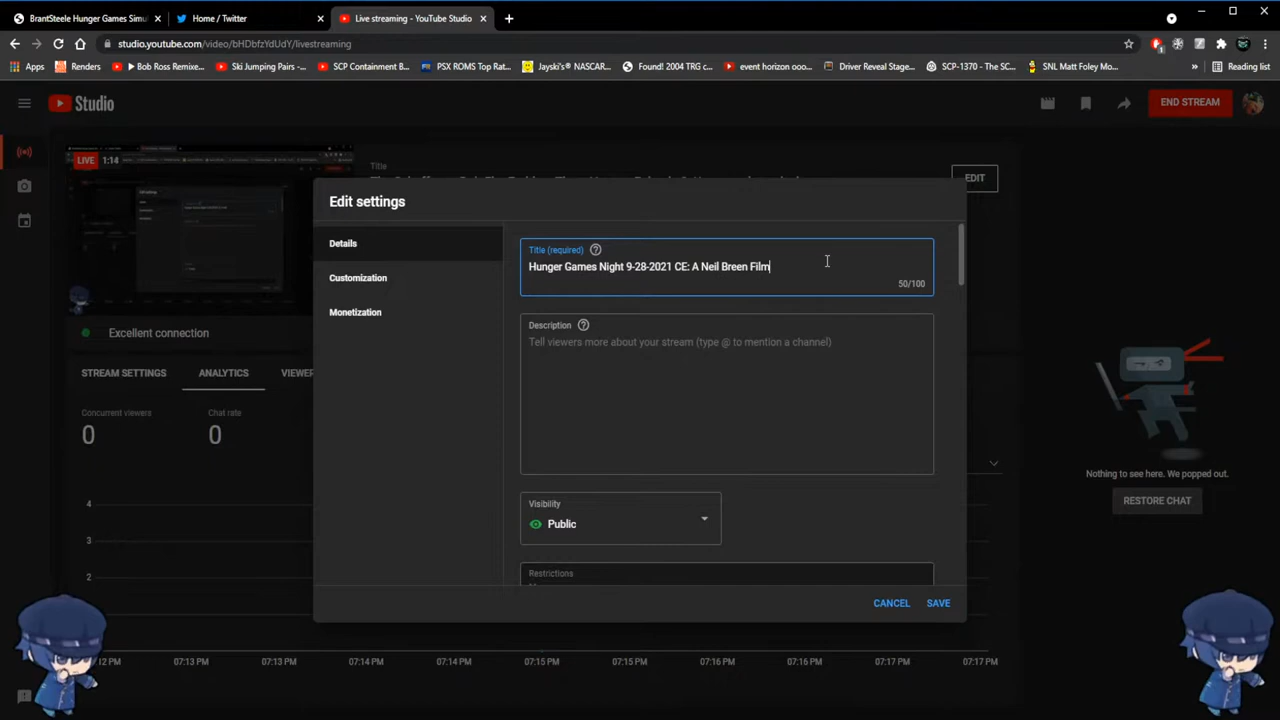 BrantSteele Hunger Games Simu
Home / Twitter
Live streaming - YouTube Studio
studio.youtube.com/video/bHDbfzYdUdY/livestreaming
Apps
Renders
Bob Ross Remixe...
Ski Jumping Pairs -...
SCP Containment B...
PSX ROMS Top Rat...
Jayski's® NASCAR...
Found! 2004 TRG c...
event horizon ooo...
Driver Reveal Stage...
SCP-1370 - The SC...
SNL Matt Foley Mo...
»
Reading list
Studio
END STREAM
LIVE 1:14
Title
EDIT
Edit settings
Details
Customization
Monetization
Title (required)
Hunger Games Night 9-28-2021 CE: A Neil Breen Film
50/100
Description
Tell viewers more about your stream (type @ to mention a channel)
Visibility
Public
Restrictions
CANCEL
SAVE
Excellent connection
STREAM SETTINGS
ANALYTICS
VIEWER
Concurrent viewers
0
Chat rate
0
4
3
2
1
12 PM
07:13 PM
07:13 PM
07:14 PM
07:14 PM
07:15 PM
07:15 PM
07:16 PM
07:16 PM
07:17 PM
07:17 PM
Nothing to see here. We popped out.
RESTORE CHAT